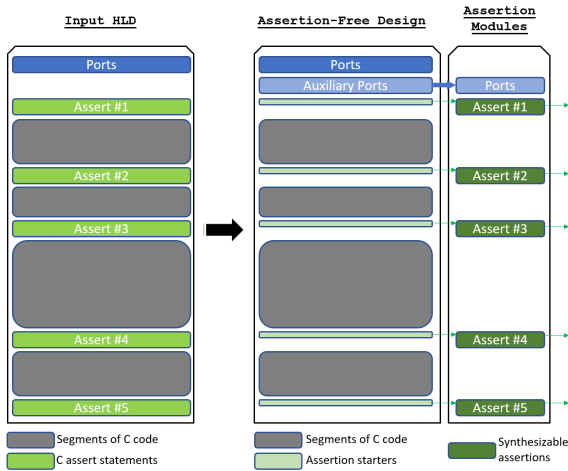 Input HLD
Assertion-Free Design
Assertion
Modules
Ports
Assert #1
Assert #2
Assert #3
Assert #4
Assert #5
Ports
Auxiliary Ports
Ports
Assert #1
Assert #2
Assert #3
Assert #4
Assert #5
Segments of C code
C assert statements
Segments of C code
Assertion starters
Synthesizable
assertions